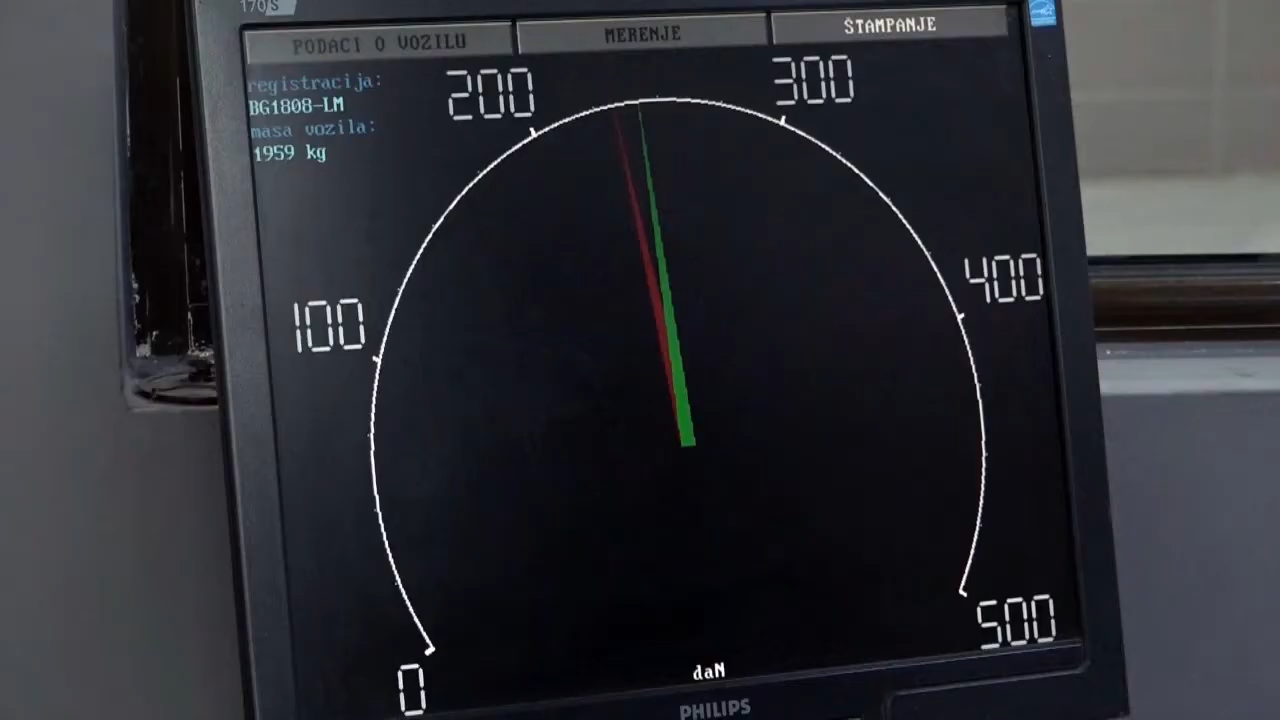 170S
PODACI O VOZILU
MERENJE
ŠTAMPANJE
registracija:
BG1808-LM
masa vozila:
1959 kg
200
300
100
400
0
500
daN
PHILIPS